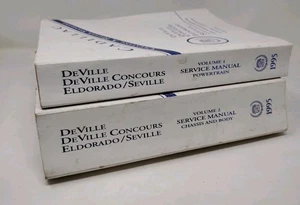 CADILLAC
DEVILLE
DEVILLE CONCOURS
ELDORADO/SEVILLE
VOLUME 1
SERVICE MANUAL
POWERTRAIN
1995
DEVILLE
DEVILLE CONCOURS
ELDORADO/SEVILLE
VOLUME 2
SERVICE MANUAL
CHASSIS AND BODY
1995